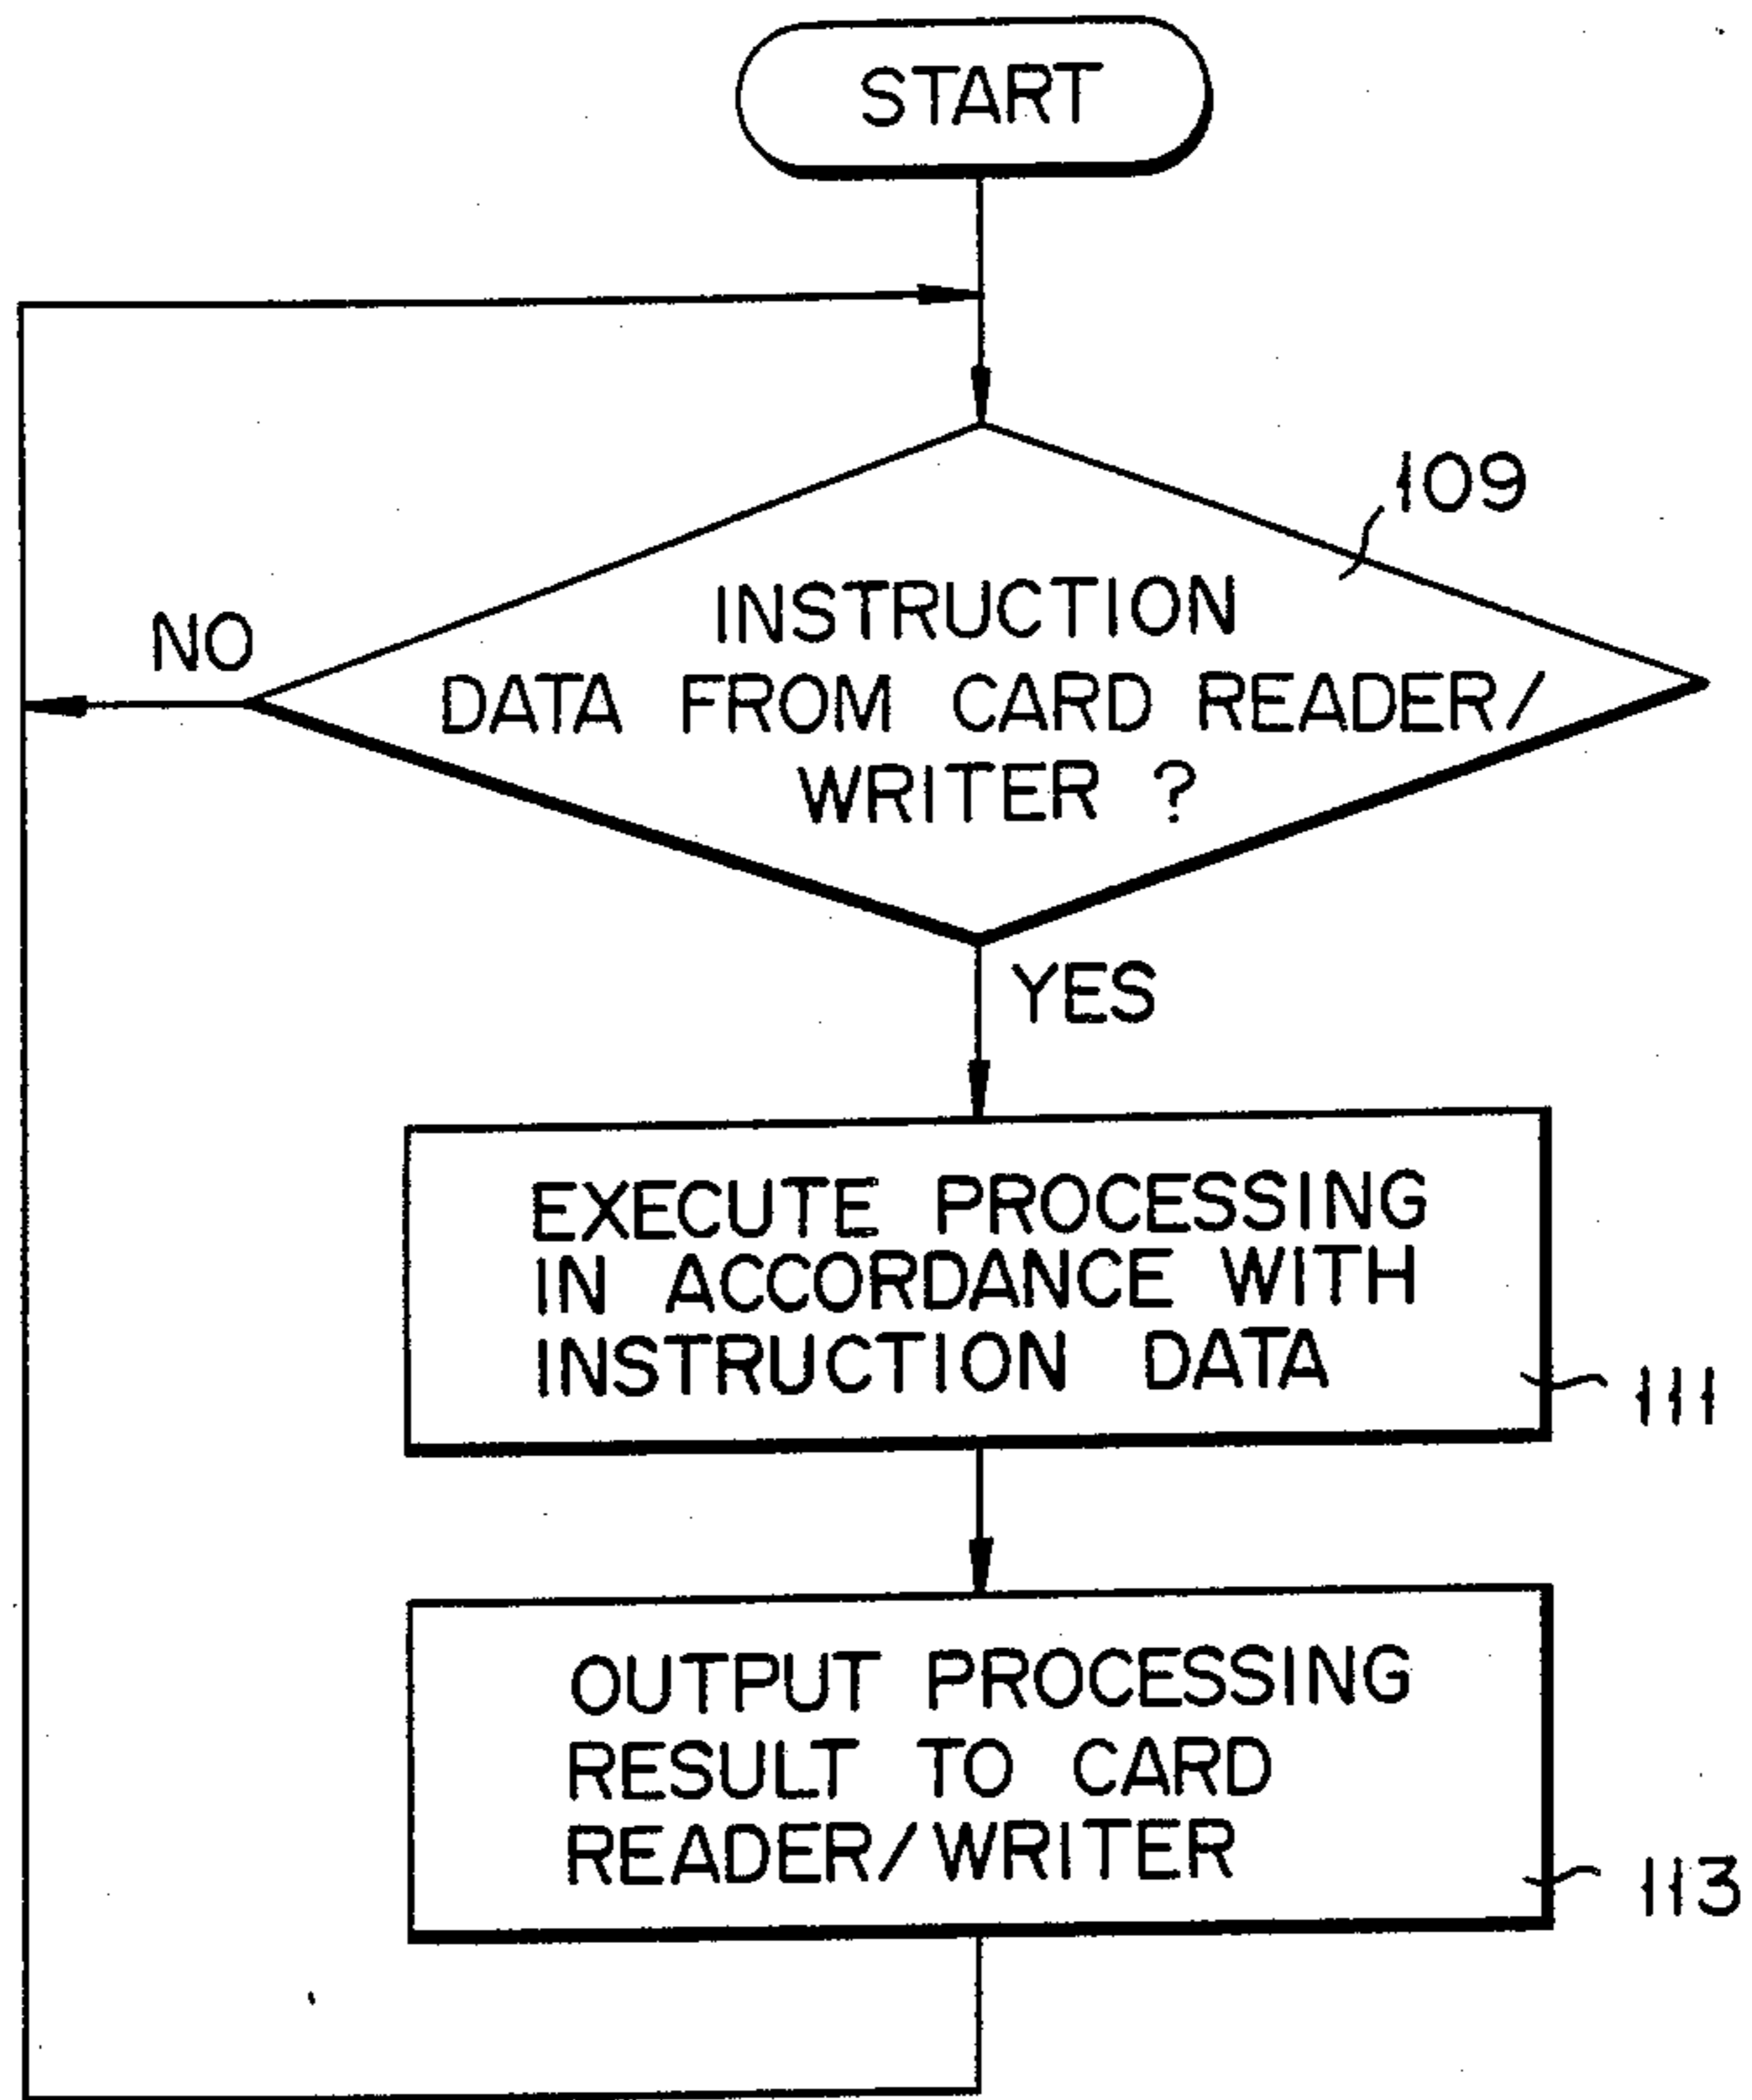 START
109
INSTRUCTION
NO
DATA FROM CARD READER/
WRITER ?
YES
EXECUTE PROCESSING
IN ACCORDANCE WITH
INSTRUCTION DATA
111
OUTPUT PROCESSING
RESULT TO CARD
READER/WRITER
113